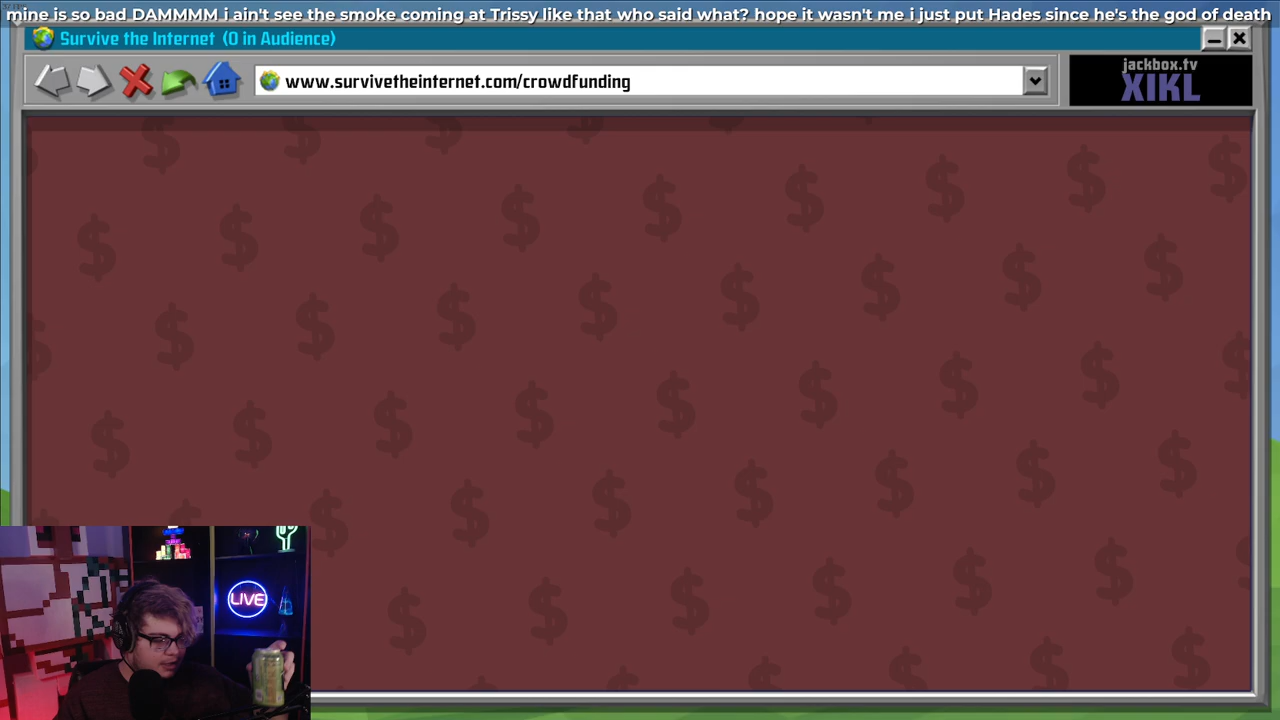 mine is so bad DAMMMM i ain't see the smoke coming at Trissy like that who said what? hope it wasn't me i just put Hades since he's the god of death
Survive the Internet (0 in Audience)
www.survivetheinternet.com/crowdfunding
jackbox.tv
XIKL
LIVE